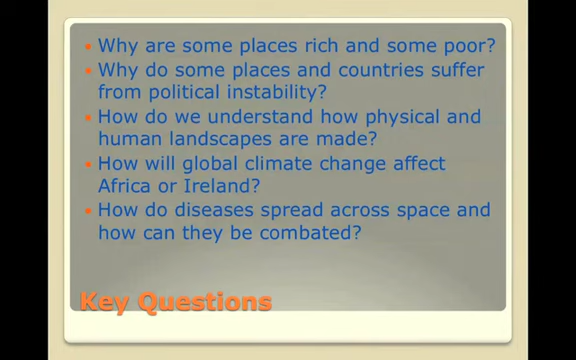 Why are some places rich and some poor?
Why do some places and countries suffer
from political instability?
How do we understand how physical and
human landscapes are made?
How will global climate change affect
Africa or Ireland?
How do diseases spread across space and
how can they be combated?
Key Questions